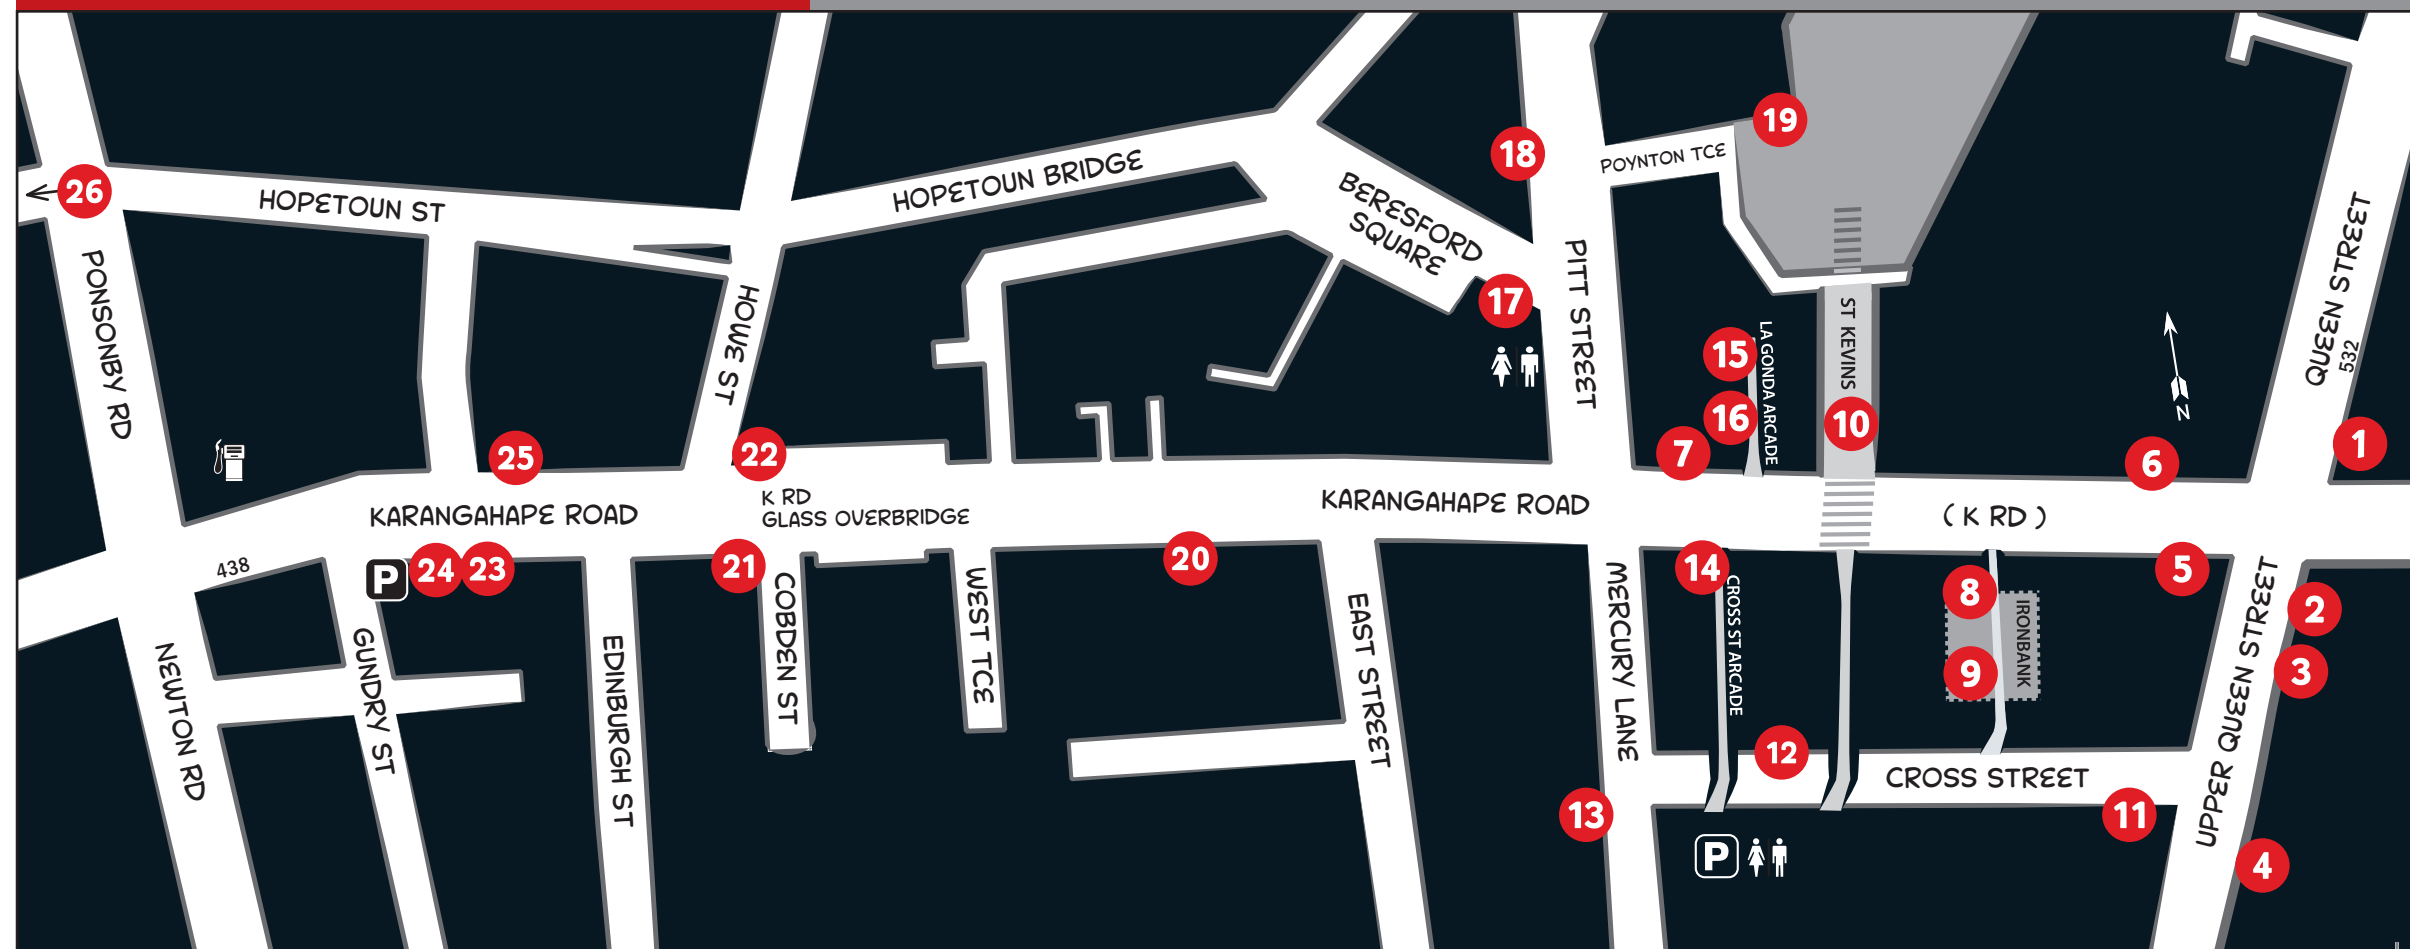 19
18
POYNTON TCE
HOPETOUN BRIDGE
26
HOPETOUN ST
BERESFORD
SQUARE
PONSONBY RD
HOWE ST
17
PITT STREET
ST KEVINS
QUEEN STREET
532
15
LA GONDA ARCADE
16
10
N
25
22
7
6
1
KARANGAHAPE ROAD
K RD
GLASS OVERBRIDGE
KARANGAHAPE ROAD
( K RD )
438
P
24
23
21
20
14
5
COBDEN ST
WEST TCE
EAST STREET
MERCURY LANE
CROSS ST ARCADE
8
IRONBANK
9
2
3
NEWTON RD
GUNDRY ST
EDINBURGH ST
UPPER QUEEN STREET
12
CROSS STREET
13
11
P
4